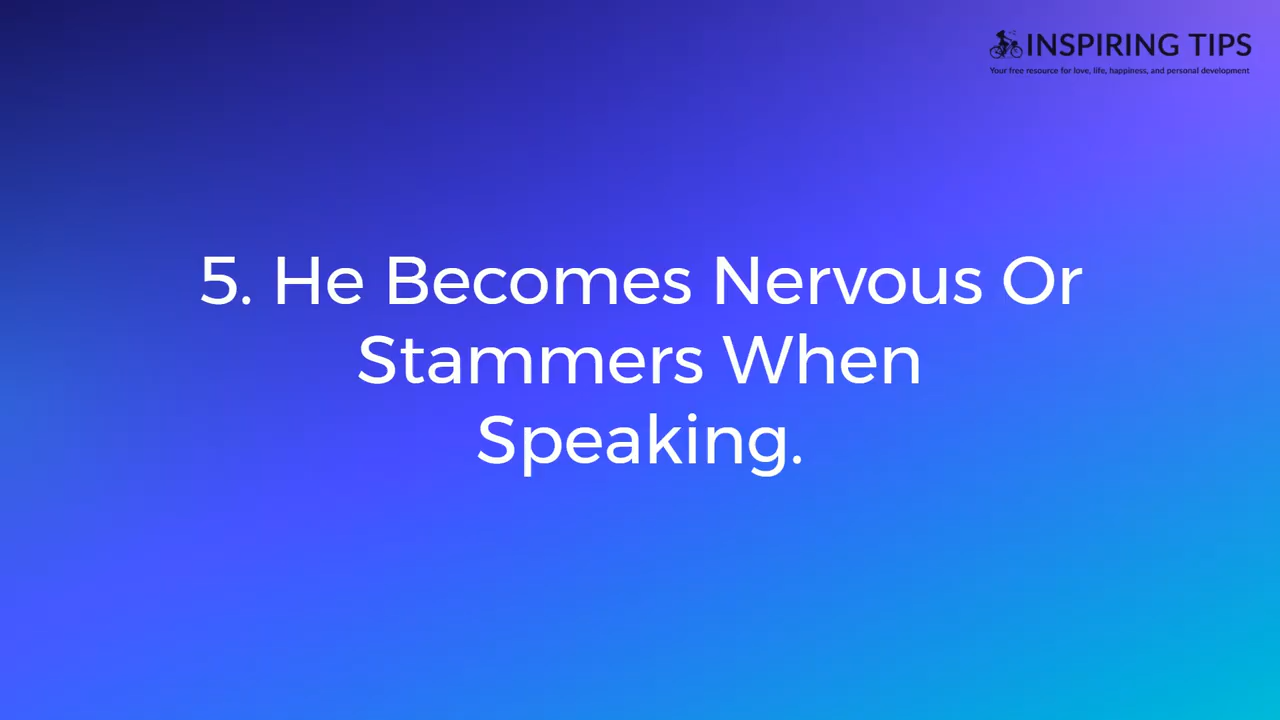 INSPIRING TIPS
Your free resource for love, life, happiness, and personal development
5. He Becomes Nervous Or
Stammers When
Speaking.